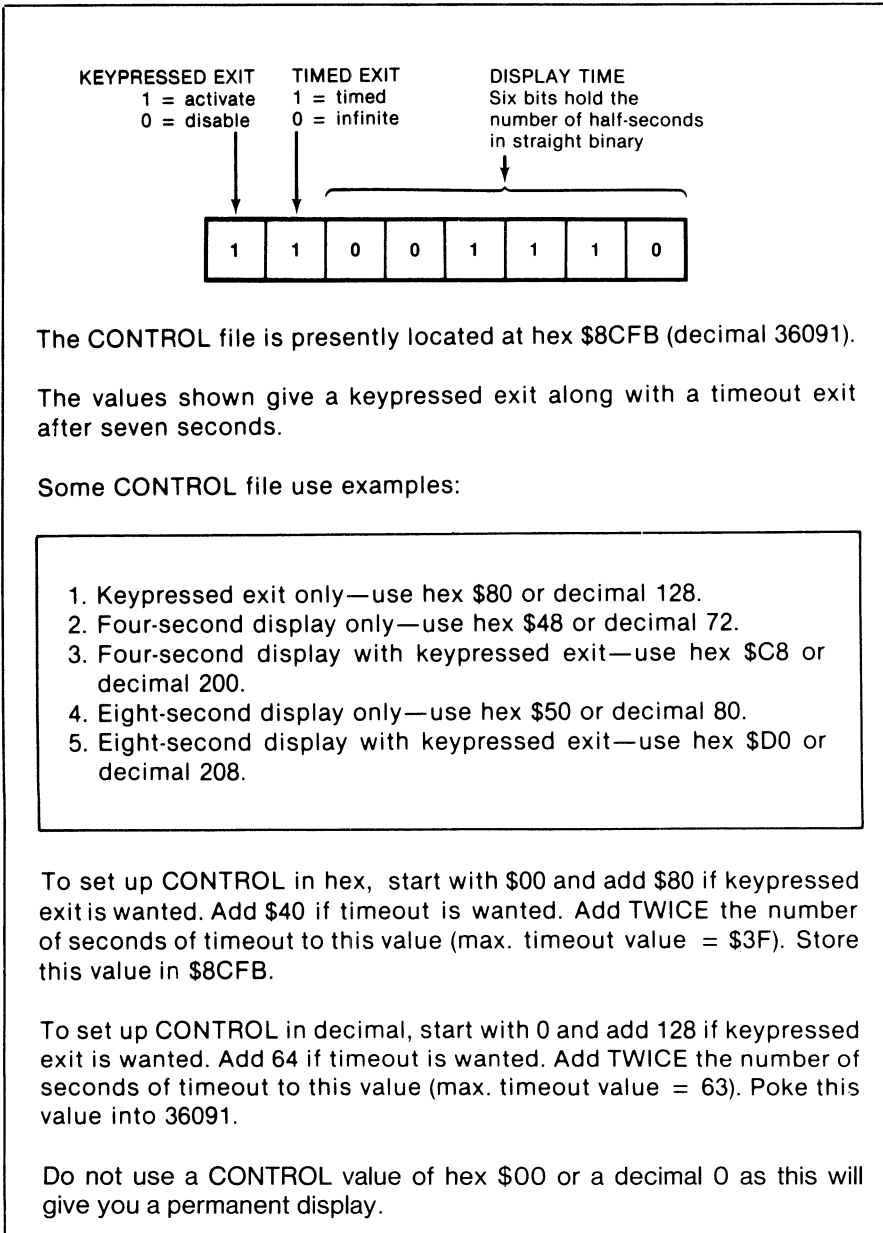 KEYPRESSED EXIT
1 = activate
0 = disable
TIMED EXIT
1 = timed
0 = infinite
DISPLAY TIME
Six bits hold the
number of half-seconds
in straight binary
1 1 0 0 1 1 1 0
The CONTROL file is presently located at hex $8CFB (decimal 36091).
The values shown give a keypressed exit along with a timeout exit
after seven seconds.
Some CONTROL file use examples:
1. Keypressed exit only—use hex $80 or decimal 128.
2. Four-second display only—use hex $48 or decimal 72.
3. Four-second display with keypressed exit—use hex $C8 or
decimal 200.
4. Eight-second display only—use hex $50 or decimal 80.
5. Eight-second display with keypressed exit—use hex $D0 or
decimal 208.
To set up CONTROL in hex, start with $00 and add $80 if keypressed
exit is wanted. Add $40 if timeout is wanted. Add TWICE the number
of seconds of timeout to this value (max. timeout value = $3F). Store
this value in $8CFB.
To set up CONTROL in decimal, start with 0 and add 128 if keypressed
exit is wanted. Add 64 if timeout is wanted. Add TWICE the number of
seconds of timeout to this value (max. timeout value = 63). Poke this
value into 36091.
Do not use a CONTROL value of hex $00 or a decimal 0 as this will
give you a permanent display.